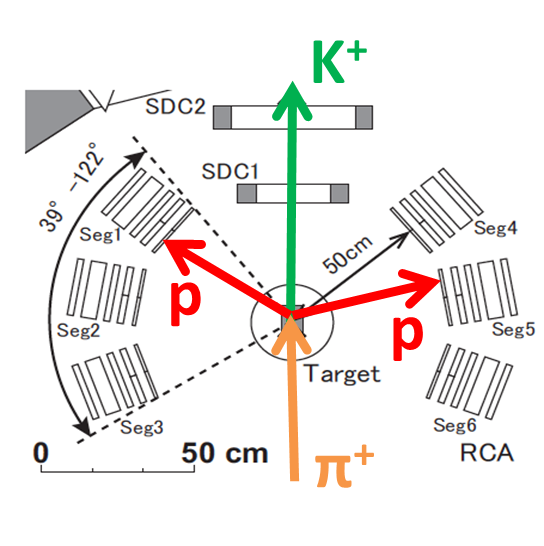 K+
SDC2
SDC1
39° -122°
Seg1
Seg4
50cm
p
p
Seg2
Seg5
Target
Seg3
Seg6
RCA
0 50 cm
π+